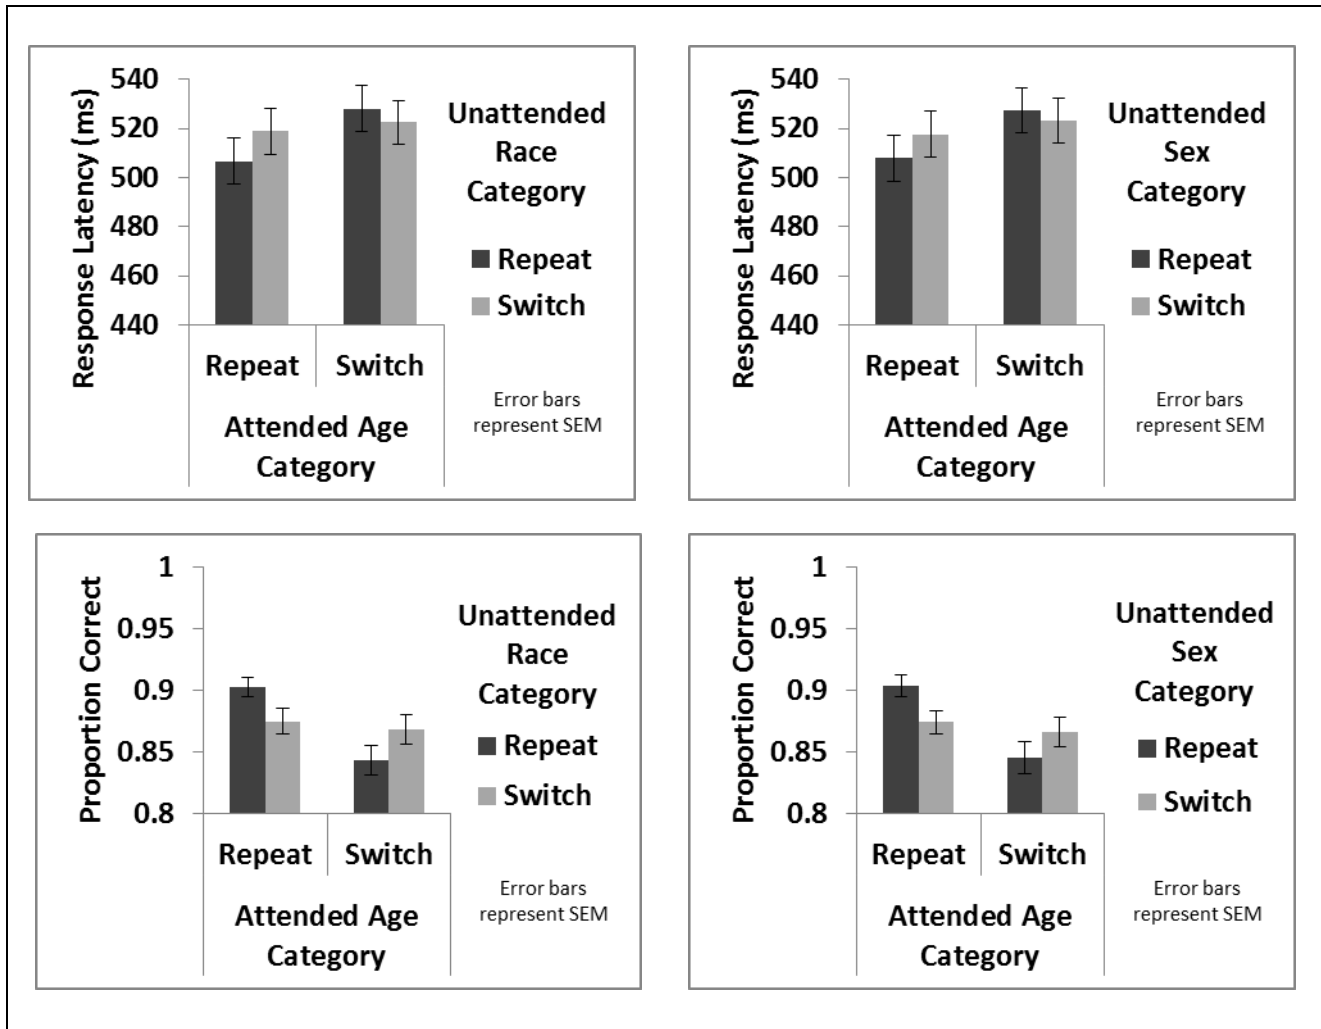 Response Latency (ms)
540
520
500
480
460
440
Repeat
Switch
Attended Age
Category
Unattended
Race
Category
Repeat
Switch
Error bars
represent SEM
Response Latency (ms)
540
520
500
480
460
440
Repeat
Switch
Attended Age
Category
Unattended
Sex
Category
Repeat
Switch
Error bars
represent SEM
Proportion Correct
1
0.95
0.9
0.85
0.8
Repeat
Switch
Attended Age
Category
Unattended
Race
Category
Repeat
Switch
Error bars
represent SEM
Proportion Correct
1
0.95
0.9
0.85
0.8
Repeat
Switch
Attended Age
Category
Unattended
Sex
Category
Repeat
Switch
Error bars
represent SEM